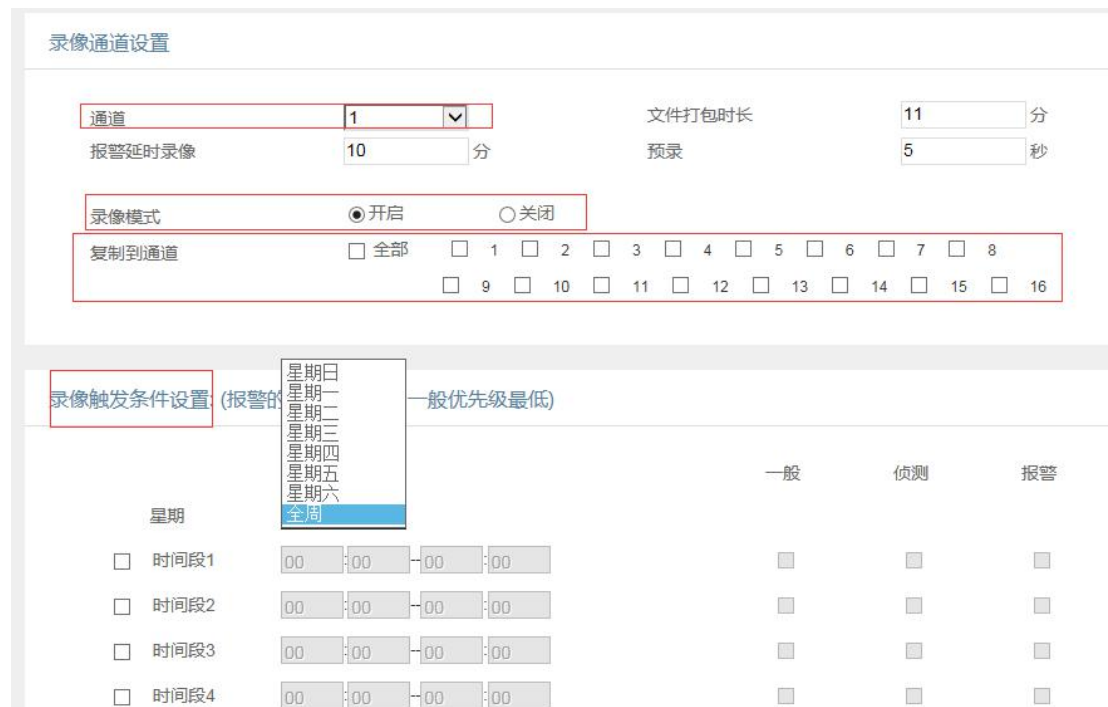 录像通道设置
通道 1 文件打包时长 11 分
报警延时录像 10 分 预录 5 秒
录像模式 开启 关闭
复制到通道 全部 1 2 3 4 5 6 7 8
9 10 11 12 13 14 15 16
录像触发条件设置: (报警的 一般优先级最低)
星期日
星期一
星期二
星期三
星期四
星期五
星期六
全周
一般 侦测 报警
星期
时间段1 00 :00 --00 :00
时间段2 00 :00 --00 :00
时间段3 00 :00 --00 :00
时间段4 00 :00 --00 :00